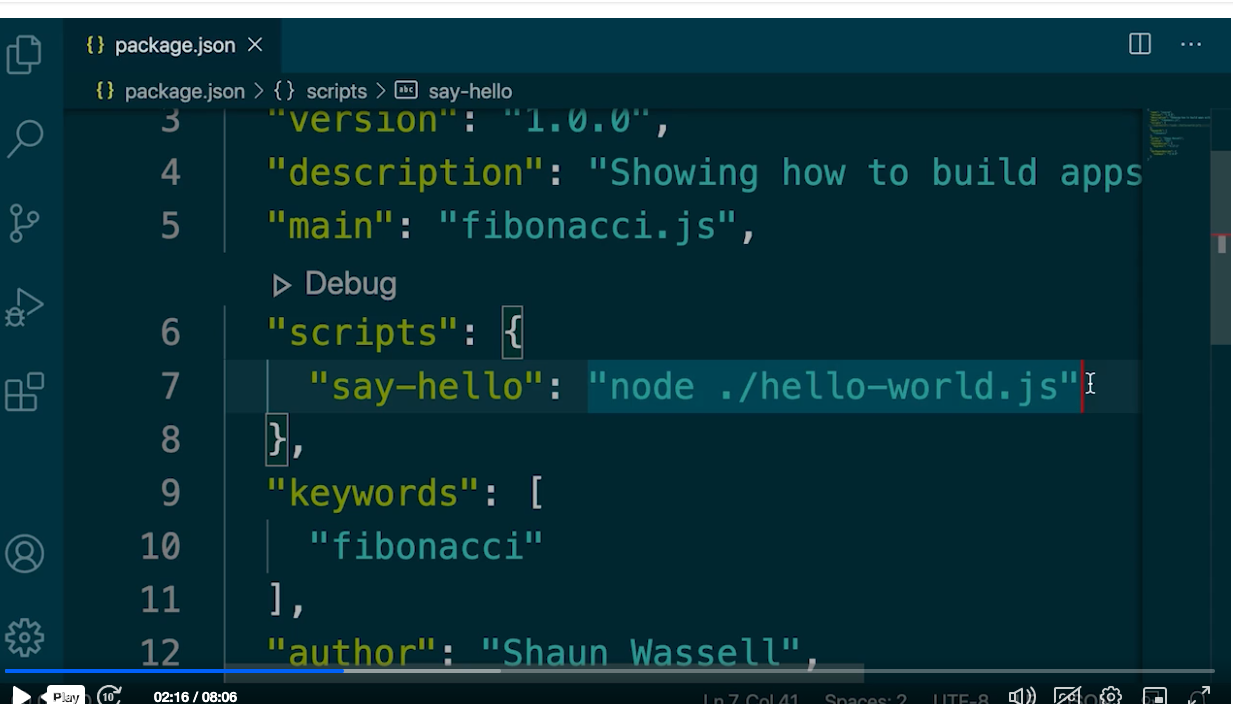 {} package.json ×
{} package.json > {} scripts > abc say-hello
3 "version": "1.0.0",
4 "description": "Showing how to build apps
5 "main": "fibonacci.js",
Debug
6 "scripts": {
7 "say-hello": "node ./hello-world.js"
8 },
9 "keywords": [
10 "fibonacci"
11 ],
12 "author": "Shaun Wassell",
Play 10 02:16 / 08:06 Ln 7, Col 41 Spaces: 2 UTF-8